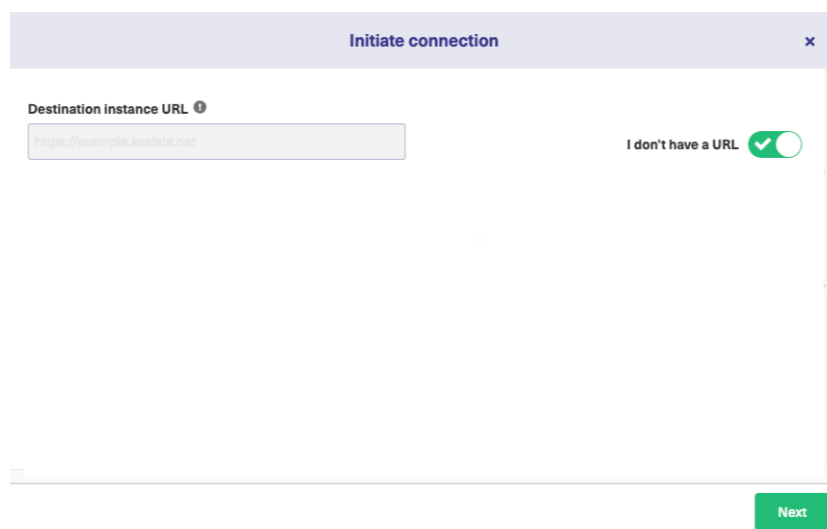 Initiate connection
×
Destination instance URL
https://example.exalate.net
I don't have a URL
Next